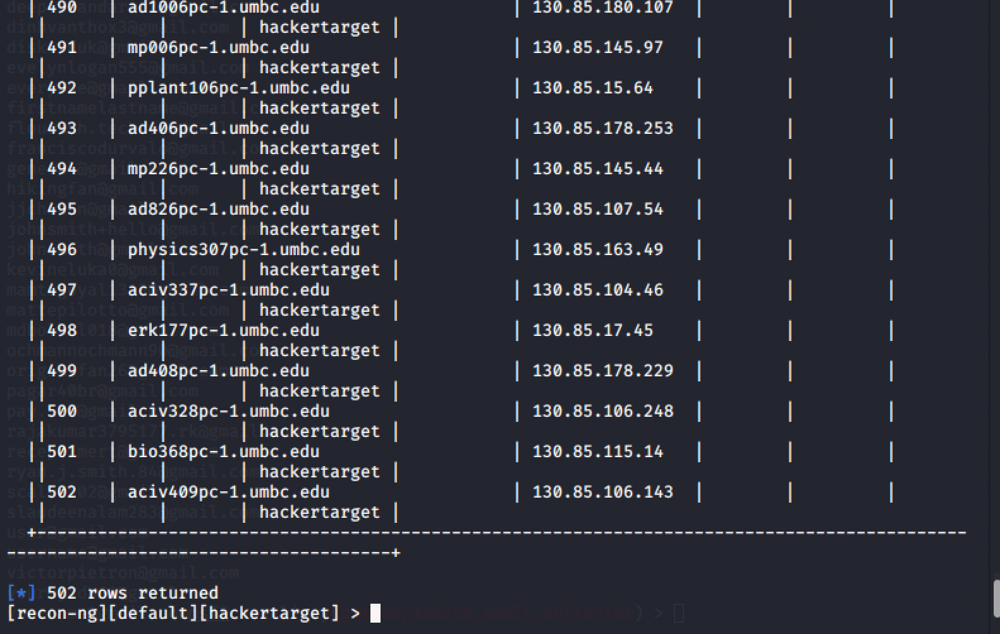 | 490 | ad1006pc-1.umbc.edu | 130.85.180.107 | | |
| | | hackertarget |
| 491 | mp006pc-1.umbc.edu | 130.85.145.97 | | |
| | | hackertarget |
| 492 | pplant106pc-1.umbc.edu | 130.85.15.64 | | |
| | | hackertarget |
| 493 | ad406pc-1.umbc.edu | 130.85.178.253 | | |
| | | hackertarget |
| 494 | mp226pc-1.umbc.edu | 130.85.145.44 | | |
| | | hackertarget |
| 495 | ad826pc-1.umbc.edu | 130.85.107.54 | | |
| | | hackertarget |
| 496 | physics307pc-1.umbc.edu | 130.85.163.49 | | |
| | | hackertarget |
| 497 | aciv337pc-1.umbc.edu | 130.85.104.46 | | |
| | | hackertarget |
| 498 | erk177pc-1.umbc.edu | 130.85.17.45 | | |
| | | hackertarget |
| 499 | ad408pc-1.umbc.edu | 130.85.178.229 | | |
| | | hackertarget |
| 500 | aciv328pc-1.umbc.edu | 130.85.106.248 | | |
| | | hackertarget |
| 501 | bio368pc-1.umbc.edu | 130.85.115.14 | | |
| | | hackertarget |
| 502 | aciv409pc-1.umbc.edu | 130.85.106.143 | | |
| | | hackertarget |
+--------------------------------------------------------------------------------------------
--------------------------------------+
victorpietron@gmail.com
[*] 502 rows returned
[recon-ng][default][hackertarget] >